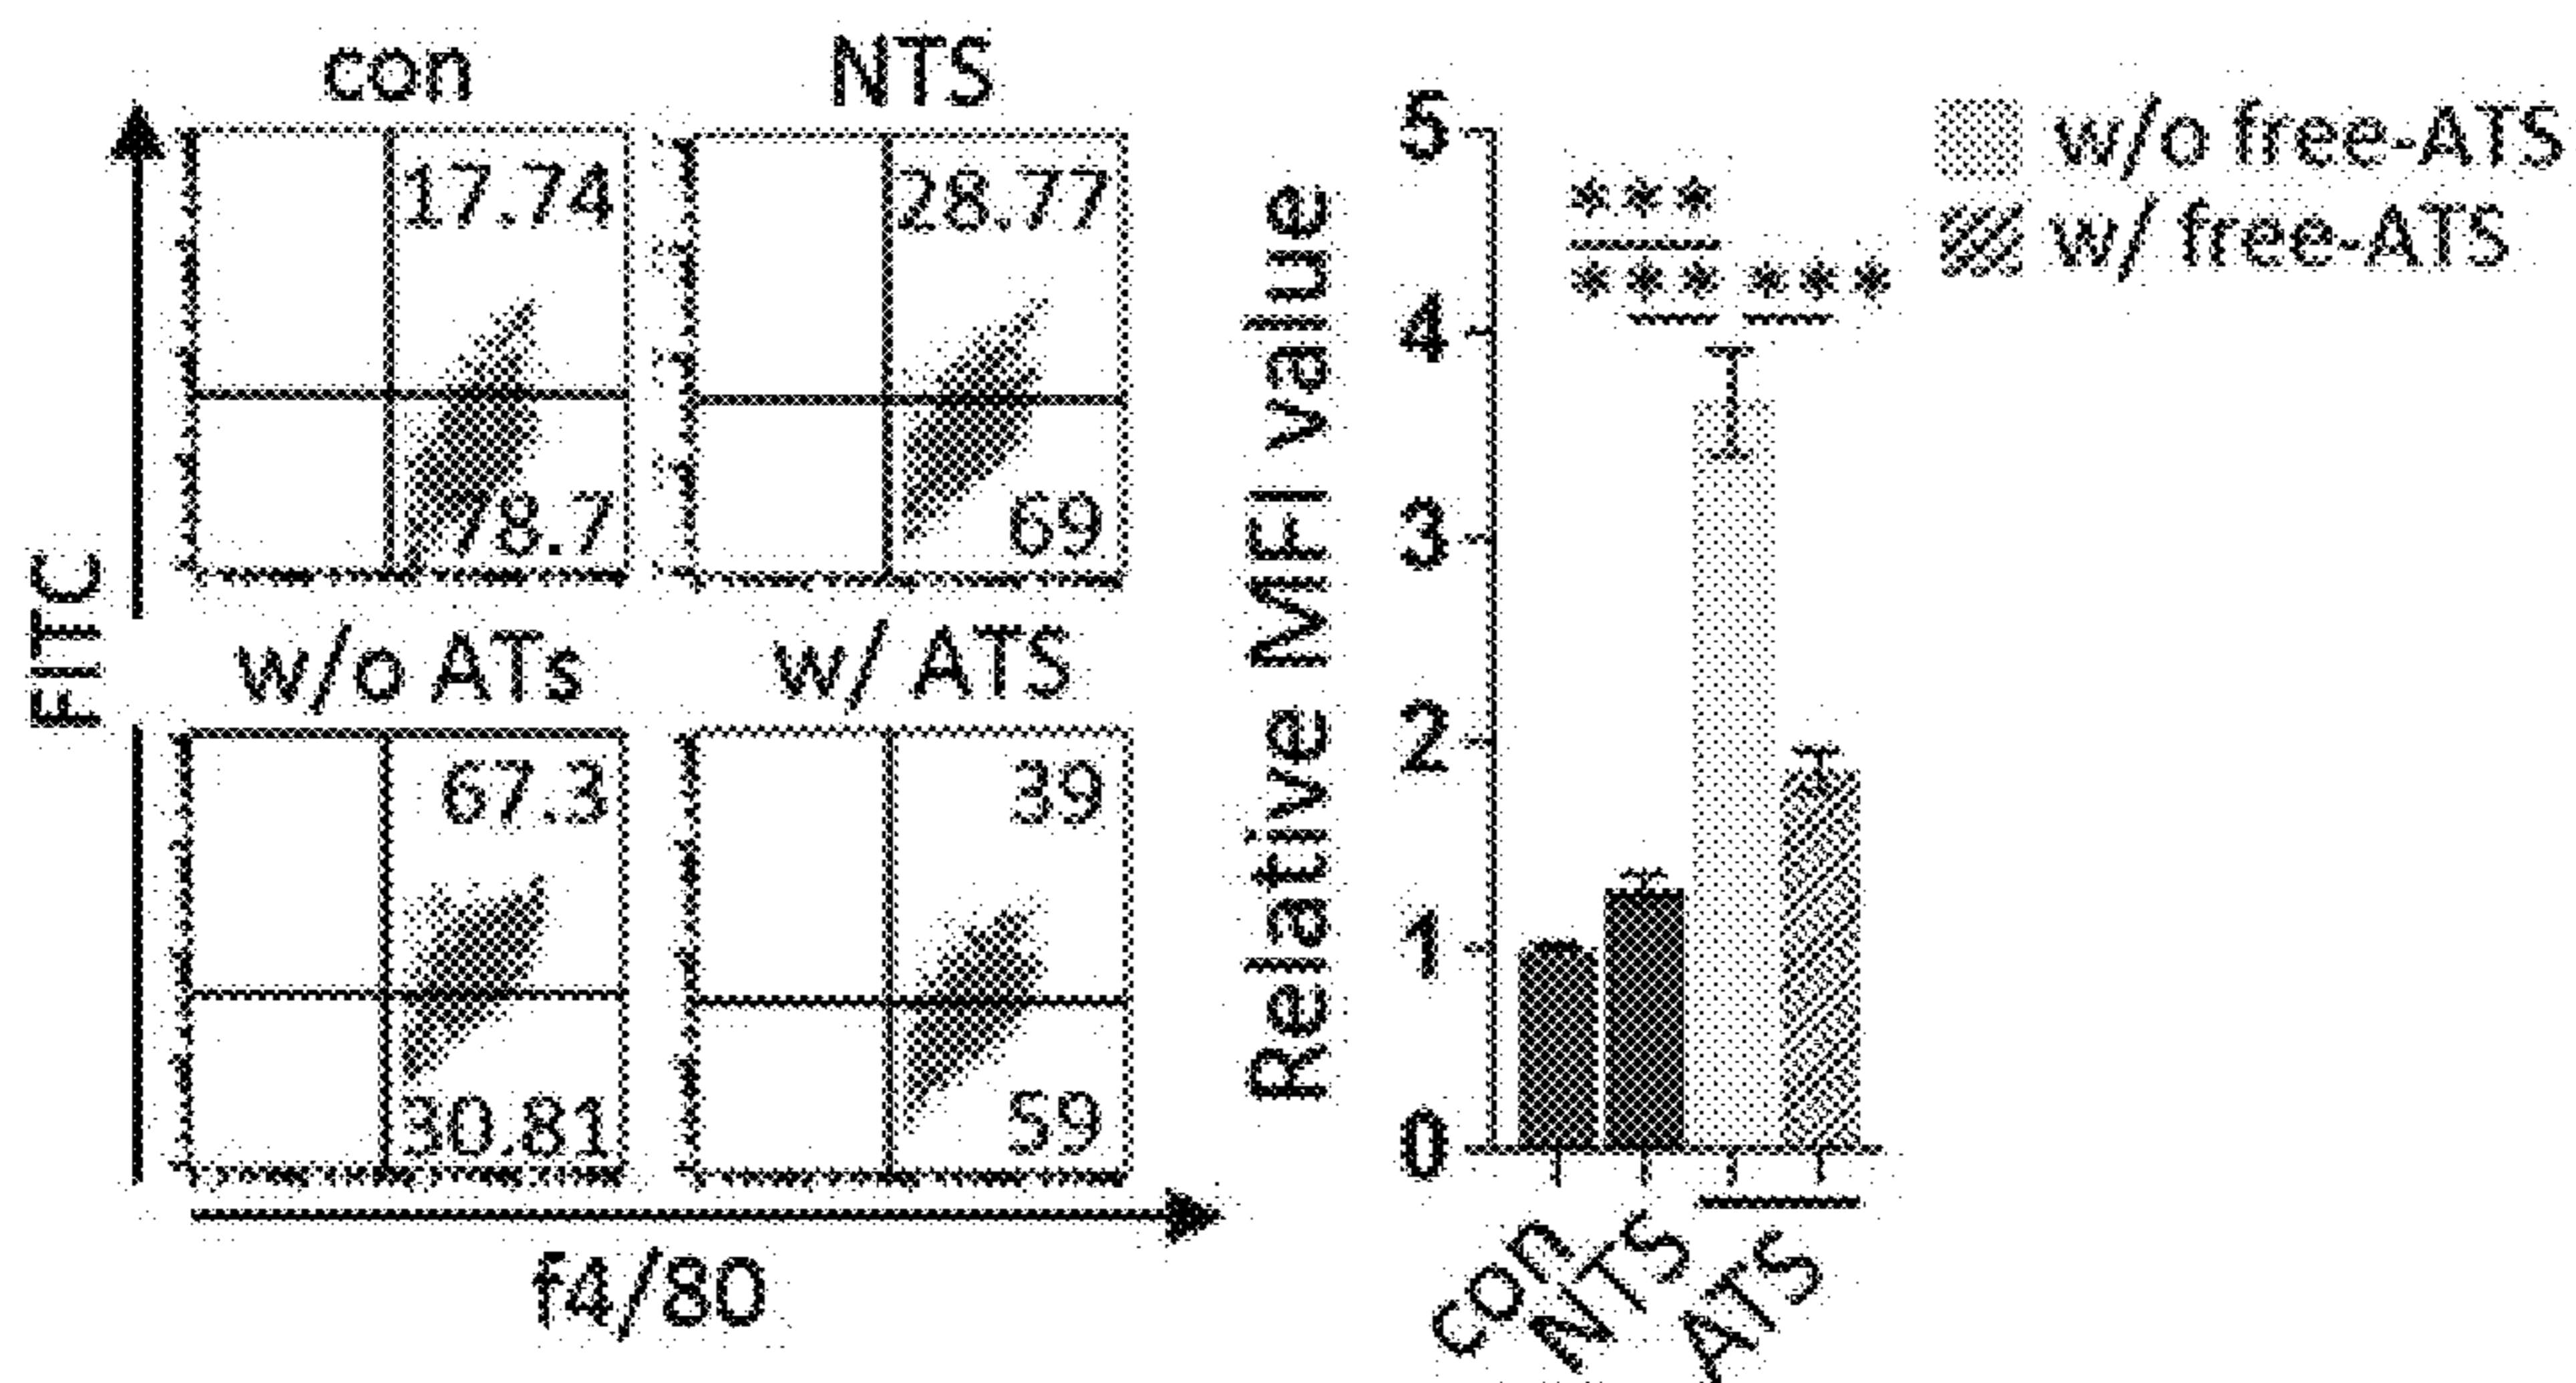 con
NTS
17.74
28.77
78.7
69
FITC
w/o ATs
w/ ATS
67.3
39
30.81
59
f4/80
Relative MFI value
5
4
3
2
1
0
***
*** ***
con
NTS
ATS
w/o free-ATS
w/ free-ATS